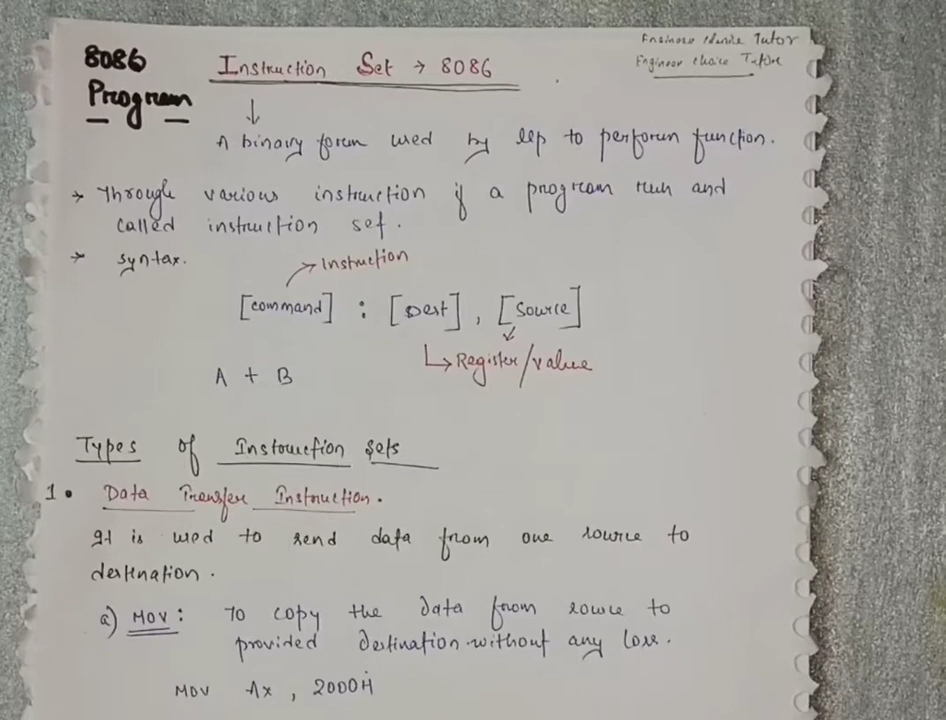 8086
Program
Instruction Set → 8086
Engineer Choice Tutor
Engineer choice Tutor
↓
A binary form used by up to perform function.
→ Through various instruction if a program run and
called instruction set.
→ syntax.
→ Instruction
[command] : [Dest] , [Source]
↳ Register/value
A + B
Types of Instruction sets
1. Data Transfer Instruction.
It is used to send data from one source to
destination.
a) MOV: To copy the data from source to
provided destination without any loss.
MOV Ax , 2000H